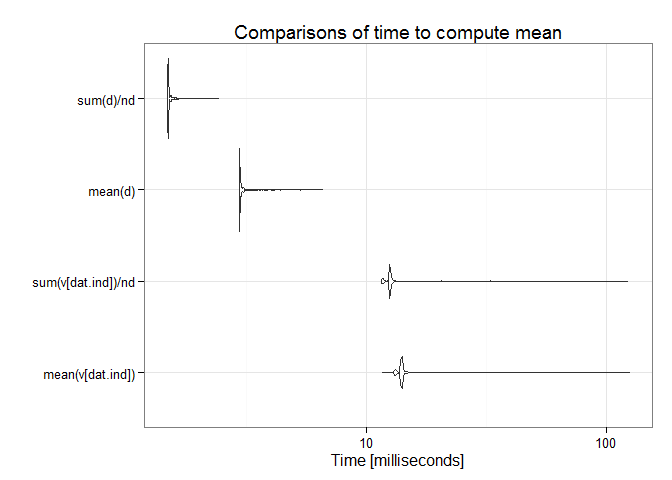 Comparisons of time to compute mean
sum(d)/nd
mean(d)
sum(v[dat.ind])/nd
mean(v[dat.ind])
10
100
Time [milliseconds]